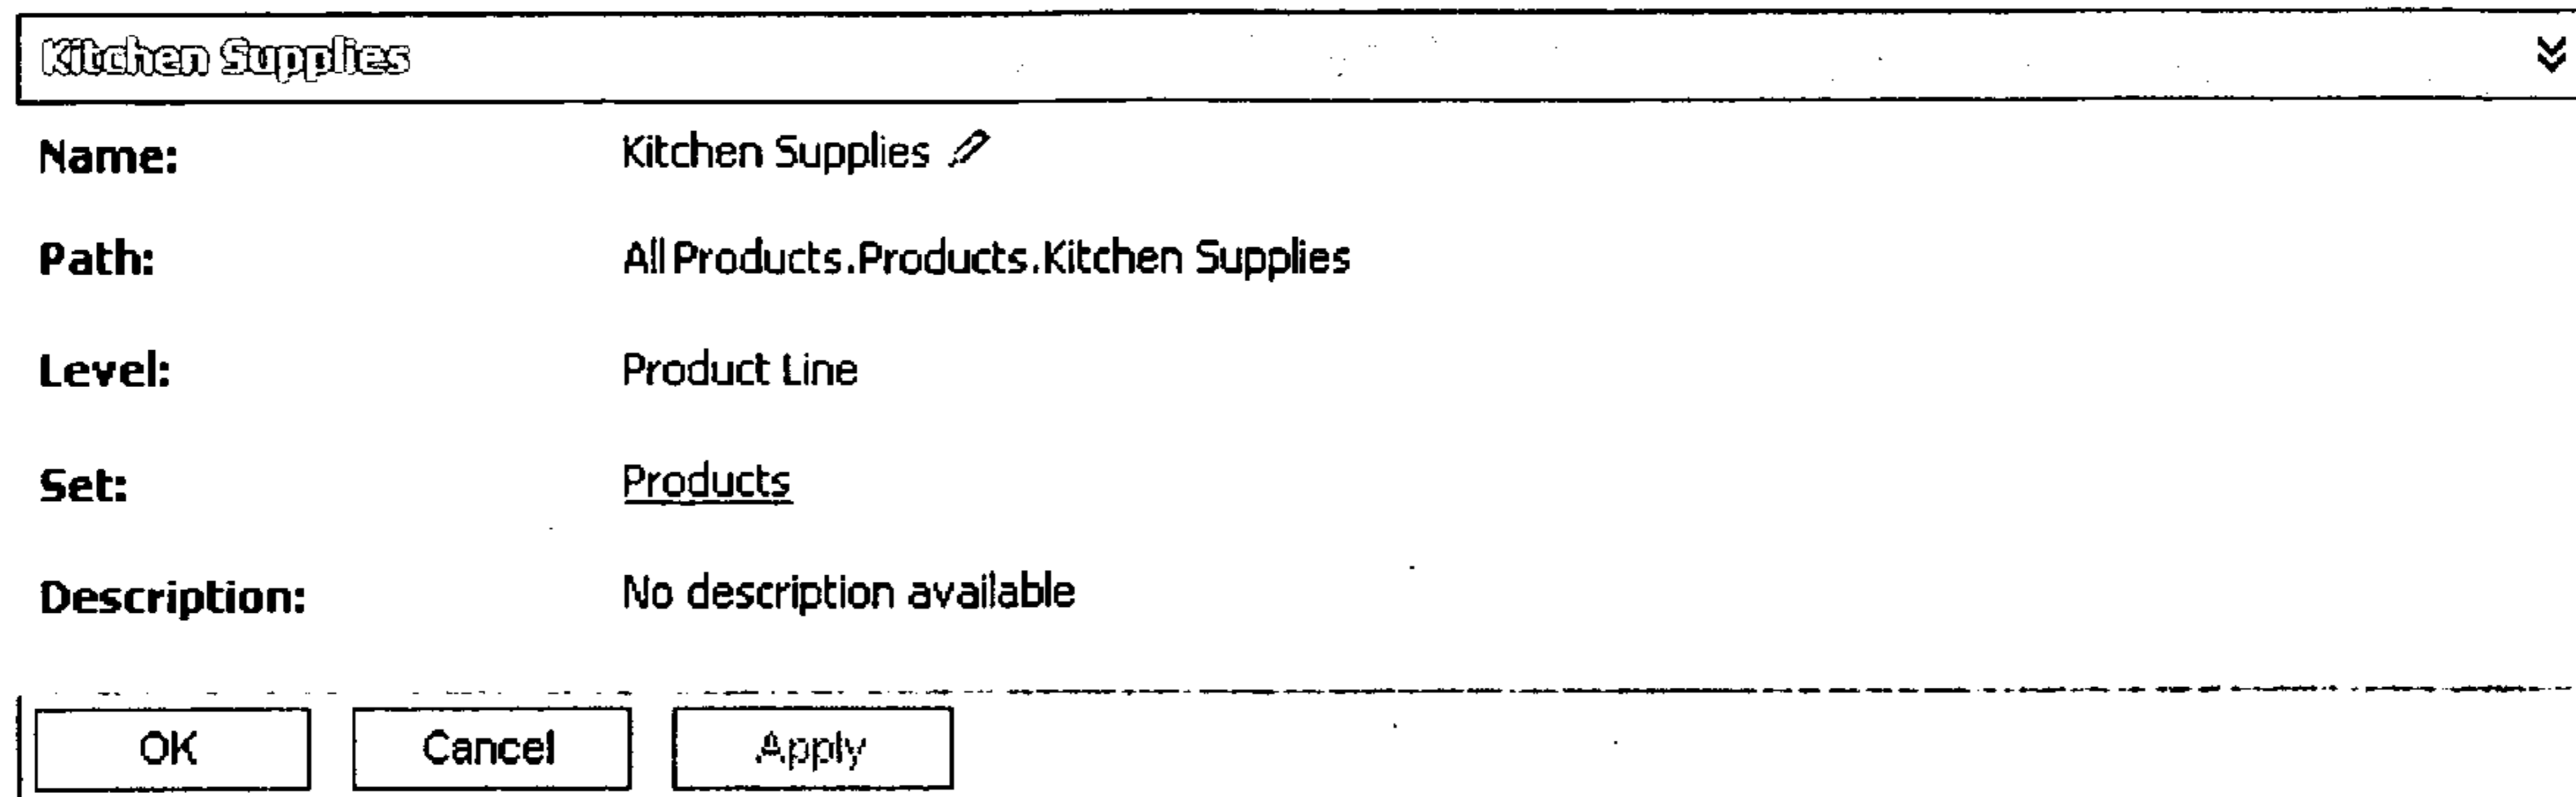 Kitchen Supplies
Name: Kitchen Supplies
Path: All Products.Products.Kitchen Supplies
Level: Product Line
Set: Products
Description: No description available
OK Cancel Apply